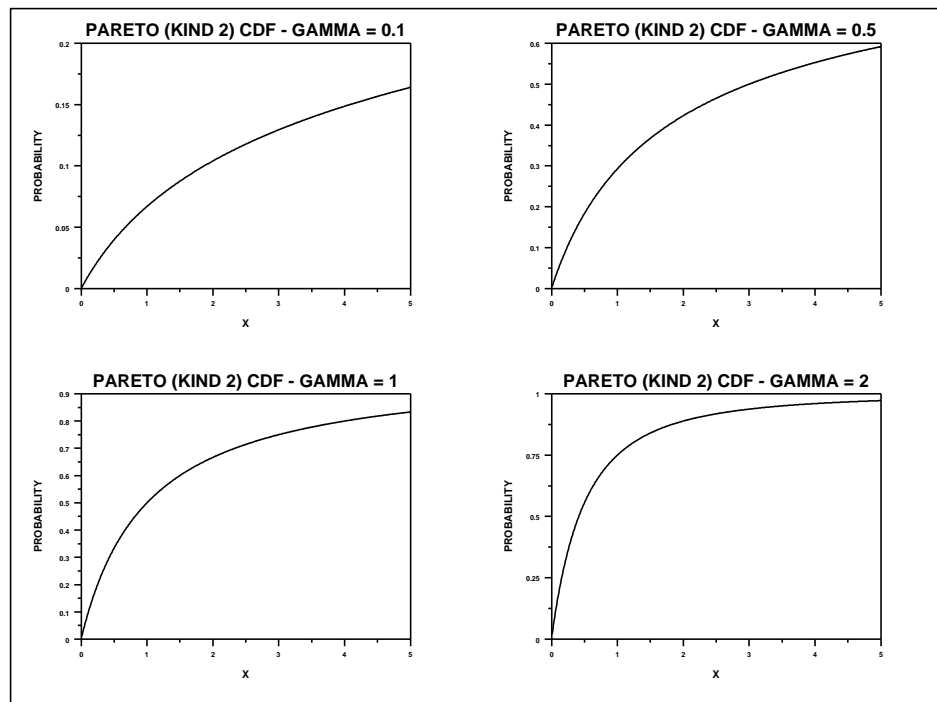 PARETO (KIND 2) CDF - GAMMA = 0.1
0.2
0.15
0.1
0.05
0
PROBABILITY
0 1 2 3 4 5
X
PARETO (KIND 2) CDF - GAMMA = 0.5
0.6
0.5
0.4
0.3
0.2
0.1
0
PROBABILITY
0 1 2 3 4 5
X
PARETO (KIND 2) CDF - GAMMA = 1
0.9
0.8
0.7
0.6
0.5
0.4
0.3
0.2
0.1
0
PROBABILITY
0 1 2 3 4 5
X
PARETO (KIND 2) CDF - GAMMA = 2
1
0.75
0.5
0.25
0
PROBABILITY
0 1 2 3 4 5
X